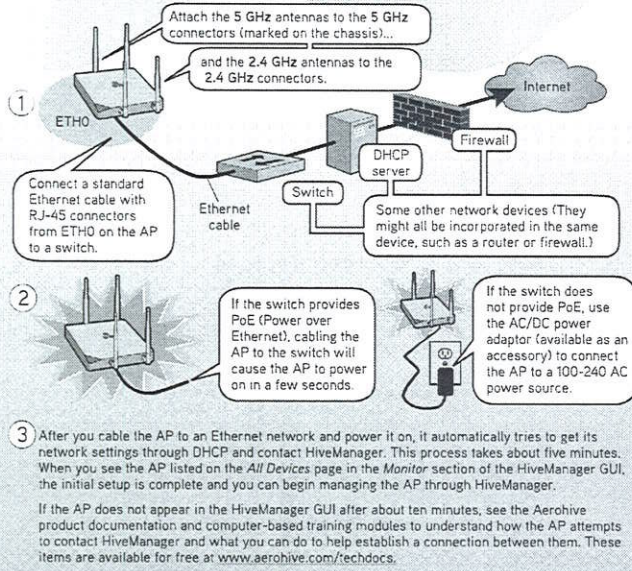 Attach the 5 GHz antennas to the 5 GHz
connectors (marked on the chassis)...
and the 2.4 GHz antennas to the
2.4 GHz connectors.
1
ETH0
Internet
Firewall
DHCP
server
Switch
Connect a standard
Ethernet cable with
RJ-45 connectors
from ETH0 on the AP
to a switch.
Ethernet
cable
Some other network devices (They
might all be incorporated in the same
device, such as a router or firewall.)
2
If the switch provides
PoE (Power over
Ethernet), cabling the
AP to the switch will
cause the AP to power
on in a few seconds.
If the switch does
not provide PoE, use
the AC/DC power
adaptor (available as an
accessory) to connect
the AP to a 100-240 AC
power source.
3 After you cable the AP to an Ethernet network and power it on, it automatically tries to get its
network settings through DHCP and contact HiveManager. This process takes about five minutes.
When you see the AP listed on the All Devices page in the Monitor section of the HiveManager GUI,
the initial setup is complete and you can begin managing the AP through HiveManager.
If the AP does not appear in the HiveManager GUI after about ten minutes, see the Aerohive
product documentation and computer-based training modules to understand how the AP attempts
to contact HiveManager and what you can do to help establish a connection between them. These
items are available for free at www.aerohive.com/techdocs.